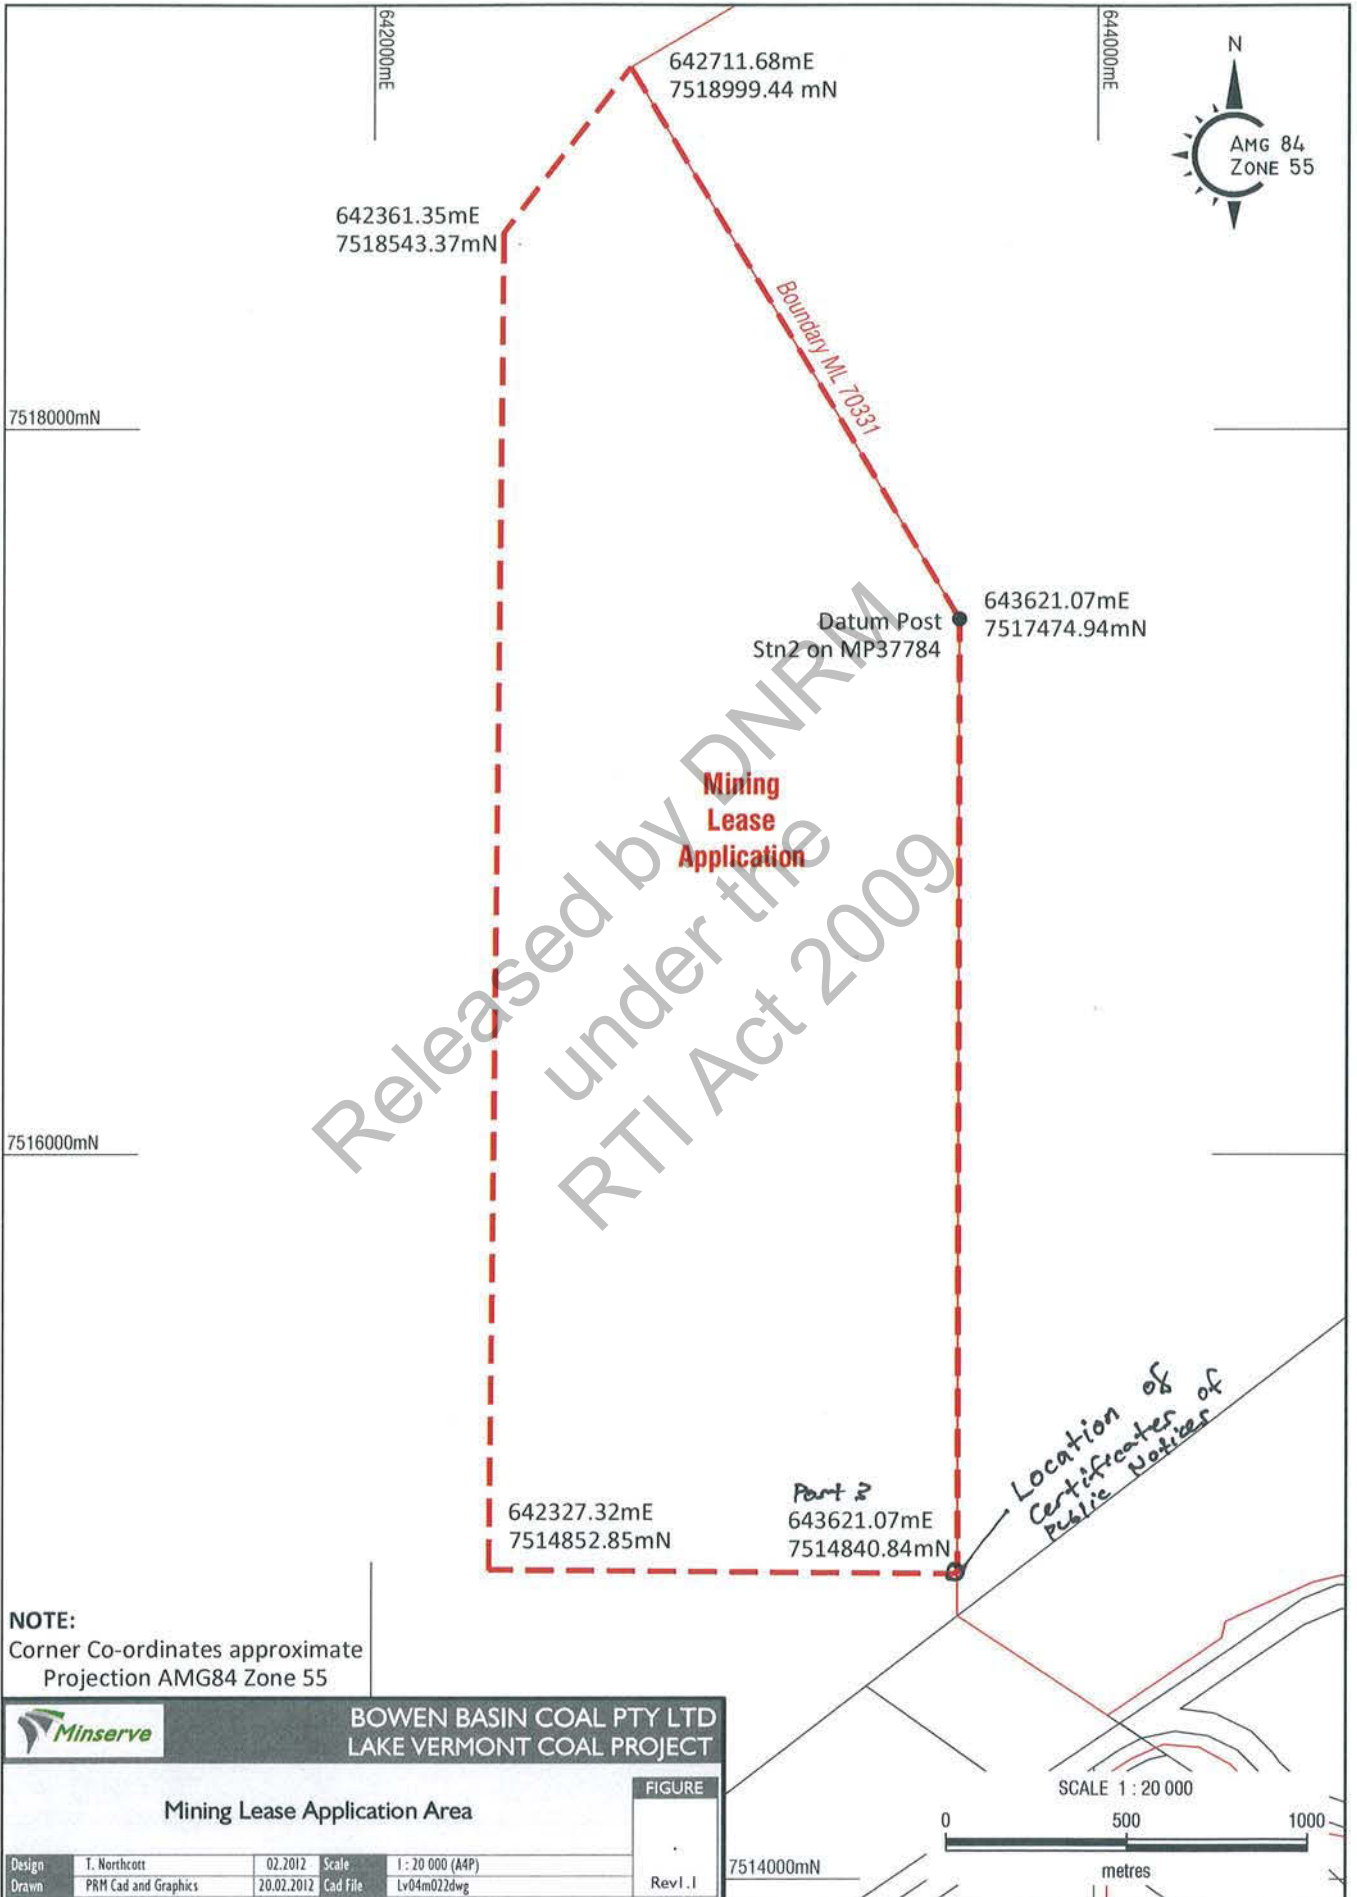 642000mE
644000mE
642711.68mE
7518999.44 mN
N
AMG 84
ZONE 55
642361.35mE
7518543.37mN
Boundary ML 70331
7518000mN
643621.07mE
7517474.94mN
Datum Post
Stn2 on MP37784
Mining
Lease
Application
Released by DNRM
under the
RTI Act 2009
7516000mN
Location of
Certificates of
public Notices
642327.32mE
7514852.85mN
643621.07mE
7514840.84mN
NOTE:
Corner Co-ordinates approximate
Projection AMG84 Zone 55
Minserve
BOWEN BASIN COAL PTY LTD
LAKE VERMONT COAL PROJECT
Mining Lease Application Area
FIGURE
Rev1.1
Design T. Northcott 02.2012 Scale 1 : 20 000 (A4P)
Drawn PRM Cad and Graphics 20.02.2012 Cad File Lv04m022dwg
7514000mN
SCALE 1 : 20 000
0 500 1000
metres